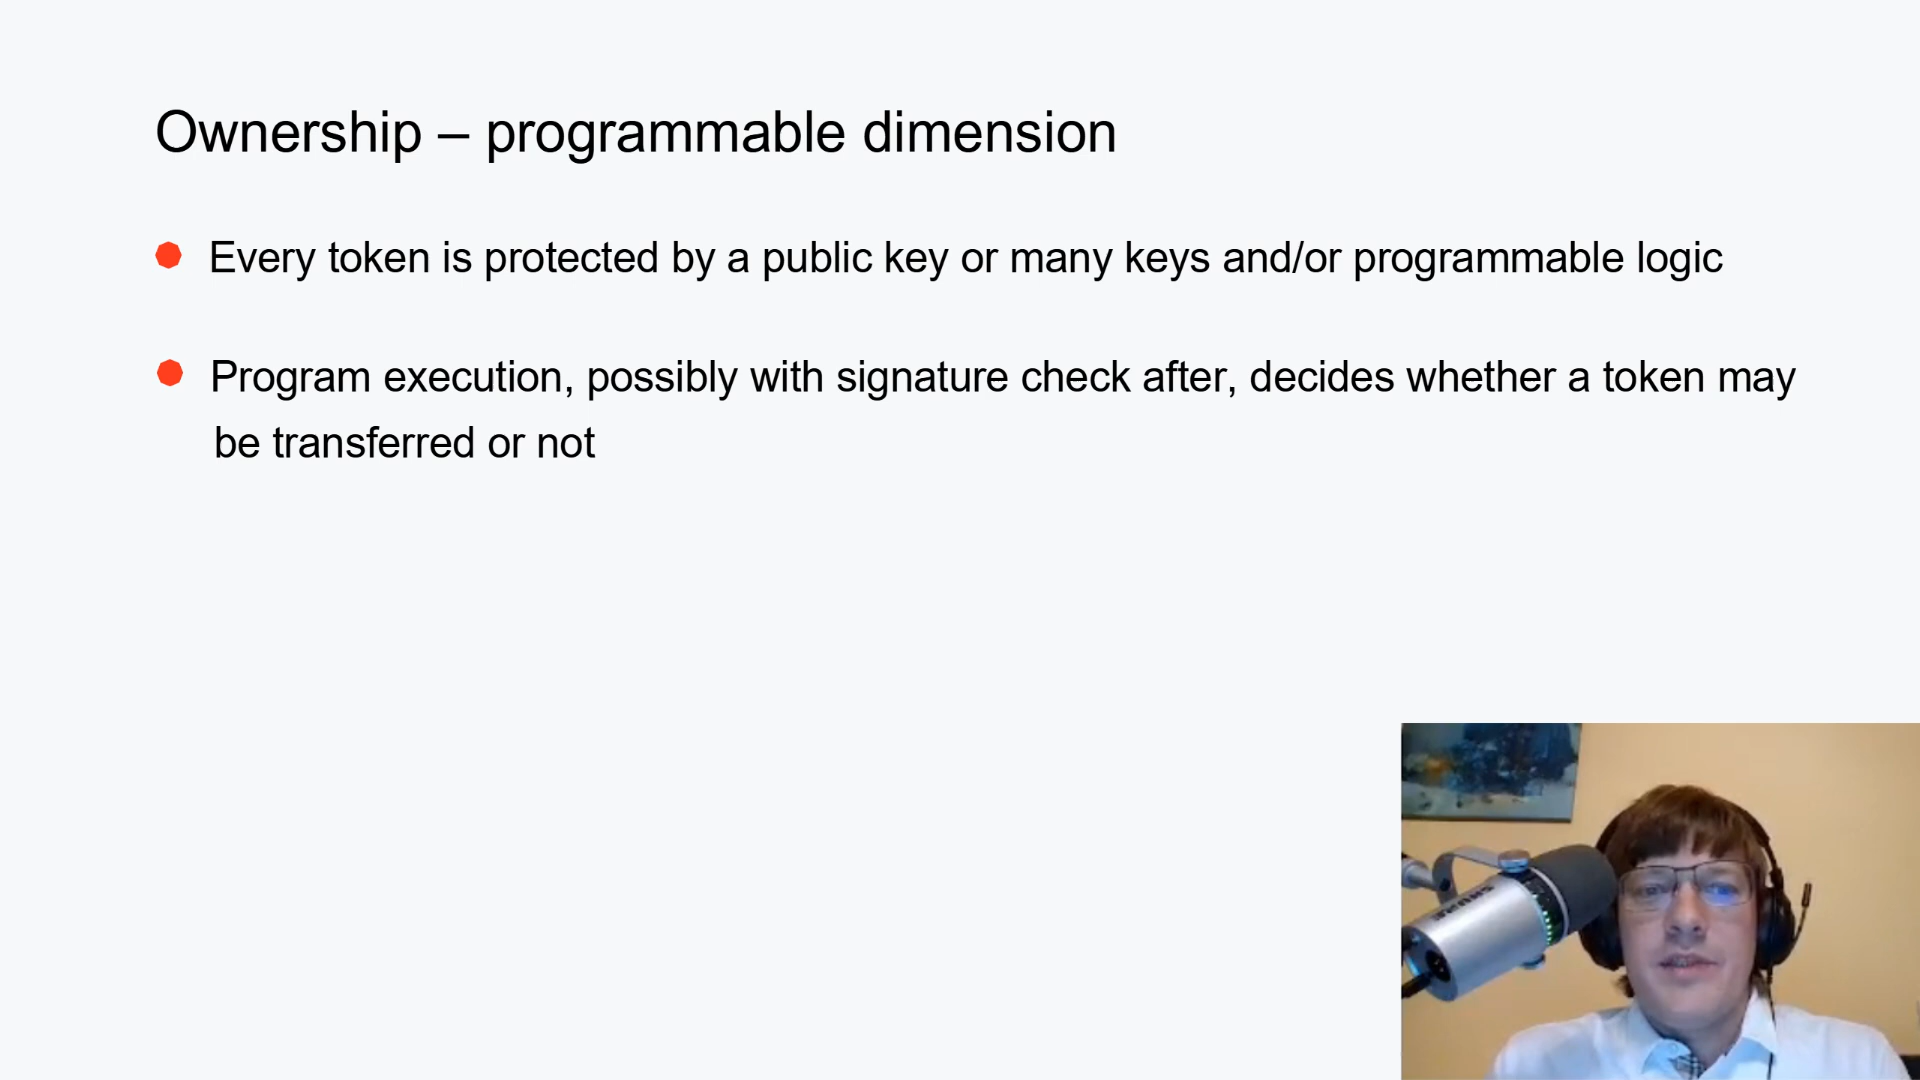 Ownership – programmable dimension
Every token is protected by a public key or many keys and/or programmable logic
Program execution, possibly with signature check after, decides whether a token may
be transferred or not
SHURE